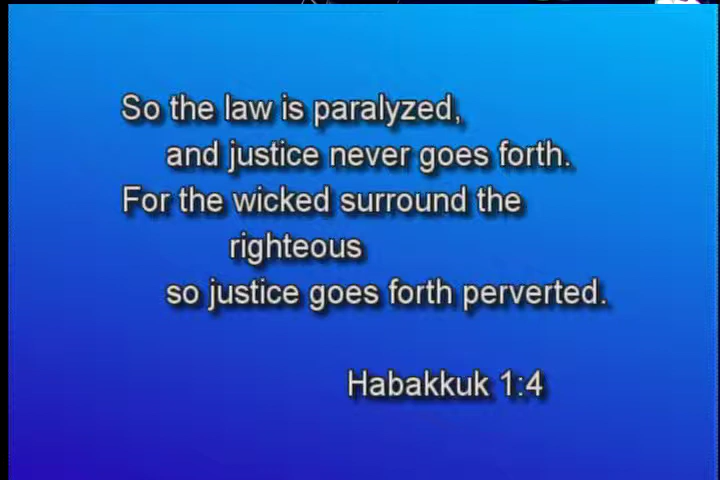 So the law is paralyzed,
and justice never goes forth.
For the wicked surround the
righteous
so justice goes forth perverted.
Habakkuk 1:4